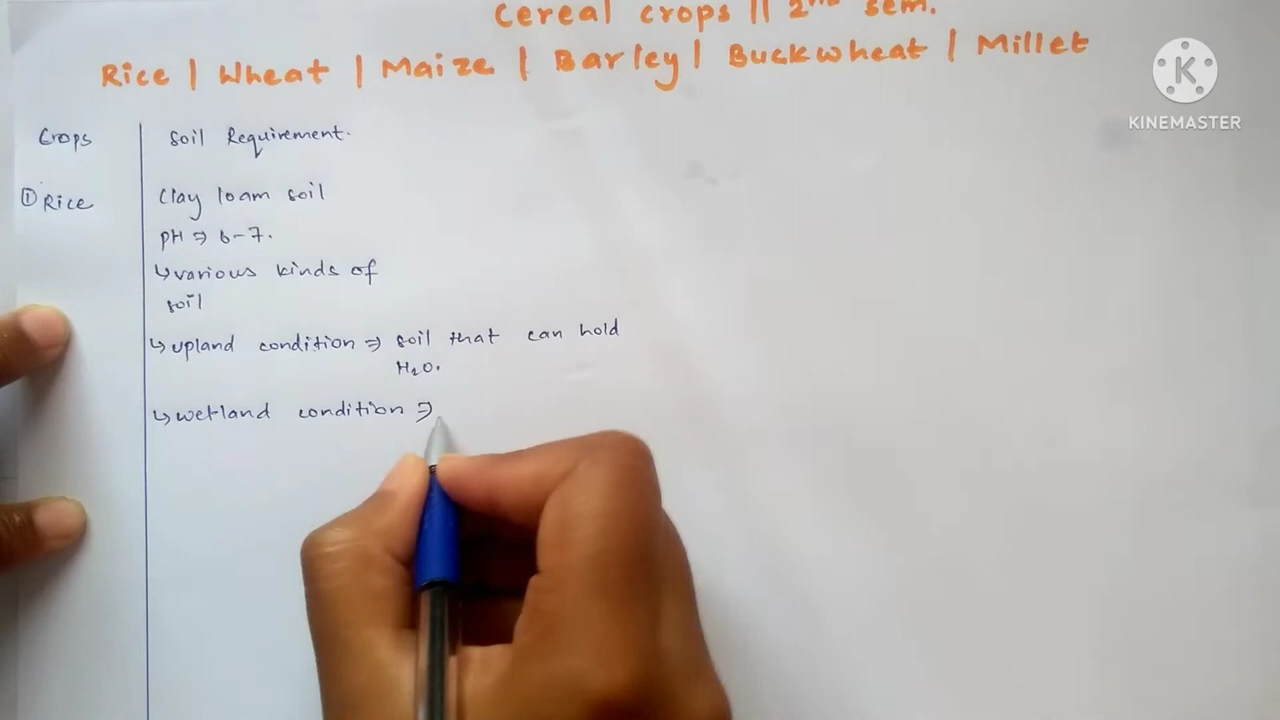 Cereal crops || 2nd sem.
Rice | Wheat | Maize | Barley | Buckwheat | Millet
K
KINEMASTER
Crops Soil Requirement.
① Rice Clay loam soil
pH ⇒ 6-7.
↳ various kinds of
soil
↳ upland condition ⇒ soil that can hold
H₂O.
↳ wetland condition ⇒